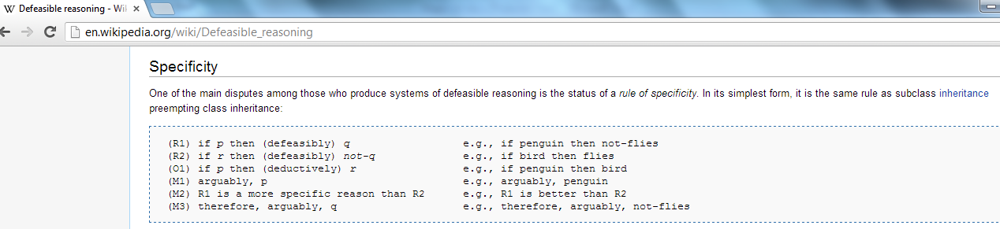 Defeasible reasoning - Wi
en.wikipedia.org/wiki/Defeasible_reasoning
Specificity
One of the main disputes among those who produce systems of defeasible reasoning is the status of a rule of specificity. In its simplest form, it is the same rule as subclass inheritance
preempting class inheritance:
(R1) if p then (defeasibly) q e.g., if penguin then not-flies
(R2) if r then (defeasibly) not-q e.g., if bird then flies
(O1) if p then (deductively) r e.g., if penguin then bird
(M1) arguably, p e.g., arguably, penguin
(M2) R1 is a more specific reason than R2 e.g., R1 is better than R2
(M3) therefore, arguably, q e.g., therefore, arguably, not-flies